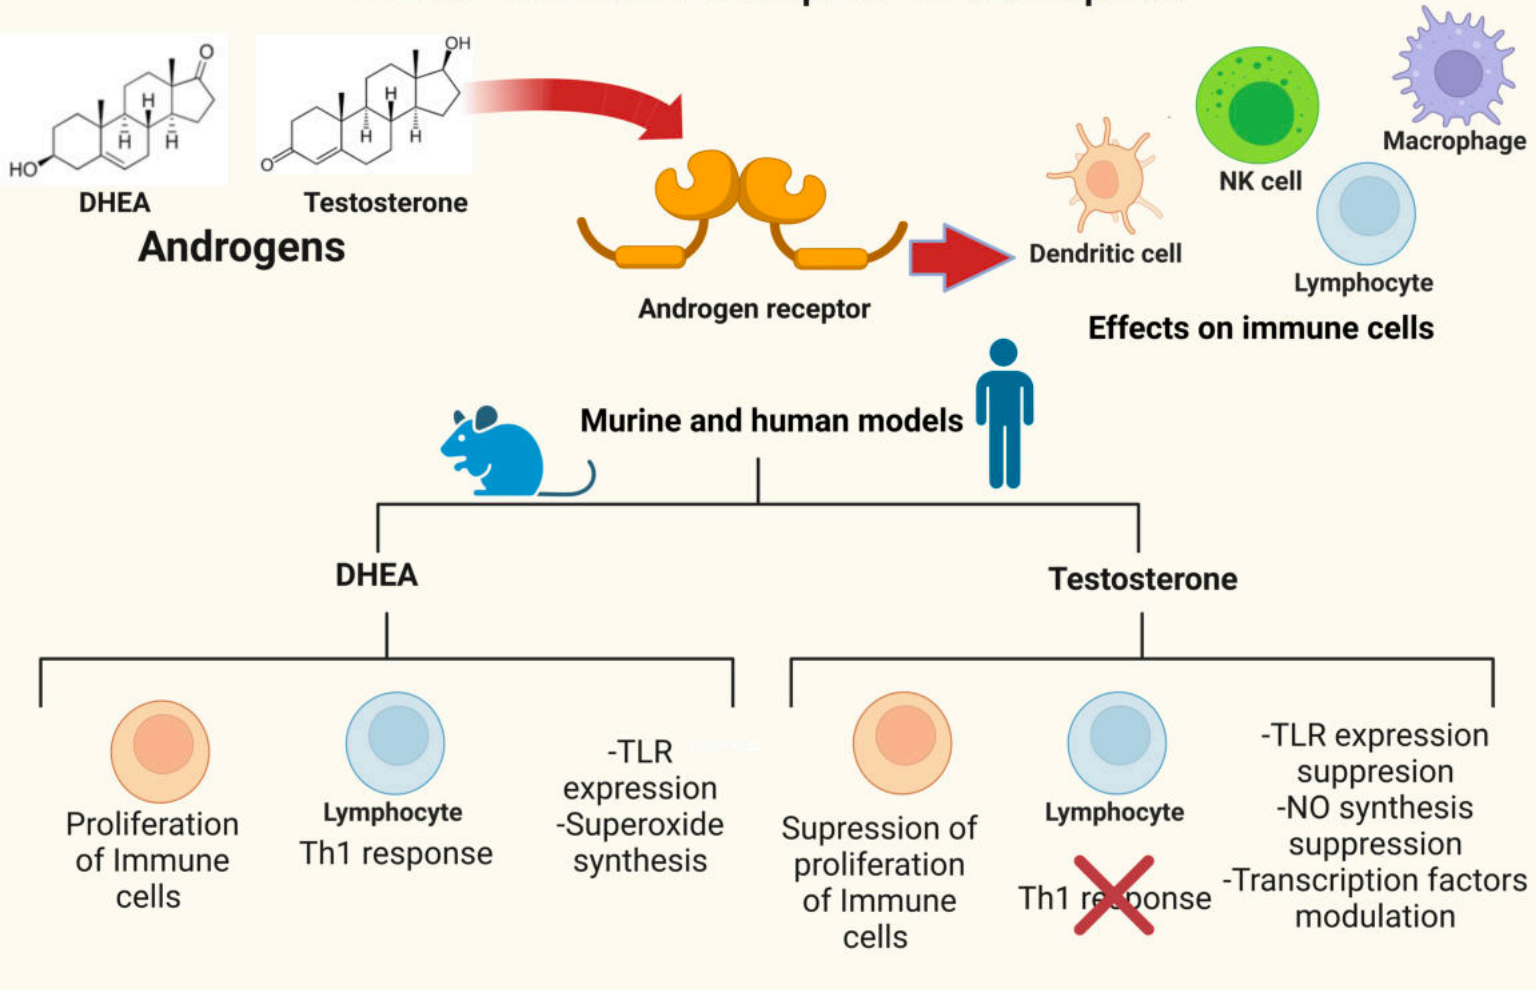 OH
O
H
H
H
H
H
H
HO
O
DHEA
Testosterone
Androgens
Androgen receptor
Dendritic cell
NK cell
Macrophage
Lymphocyte
Effects on immune cells
Murine and human models
DHEA
Testosterone
Proliferation
of Immune
cells
Lymphocyte
Th1 response
-TLR
expression
-Superoxide
synthesis
Supression of
proliferation
of Immune
cells
Lymphocyte
Th1 response
-TLR expression
suppresion
-NO synthesis
suppression
-Transcription factors
modulation